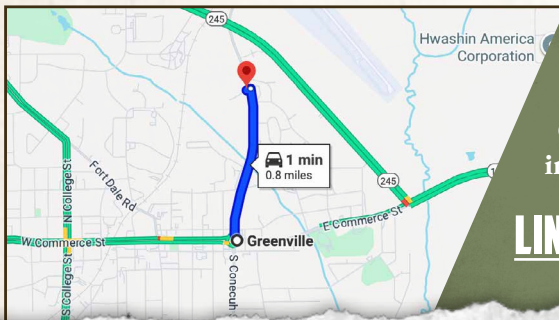 245
Hwashin America
Corporation
1 min
0.8 miles
Fort Dale Rd
N College St
245
E Commerce St
W Commerce St
Greenville
S College St
S Conecuh
LIN